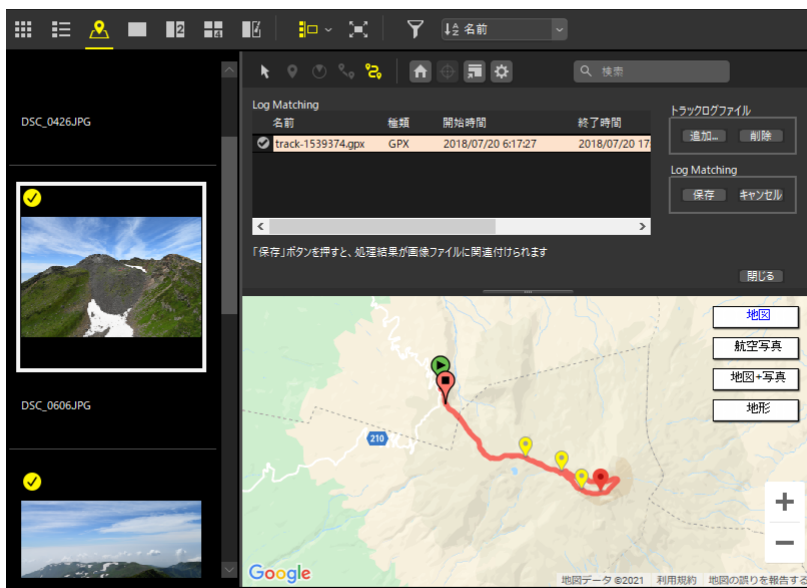 2
4
名前
検索
DSC_0426.JPG
Log Matching
名前 種類 開始時間 終了時間
track-1539374.gpx GPX 2018/07/20 6:17:27 2018/07/20 17:
トラックログファイル
追加... 削除
Log Matching
保存 キャンセル
「保存」ボタンを押すと、処理結果が画像ファイルに関連付けられます
閉じる
DSC_0606.JPG
地図
航空写真
地図+写真
地形
210
Google
地図データ ©2021 利用規約 地図の誤りを報告する